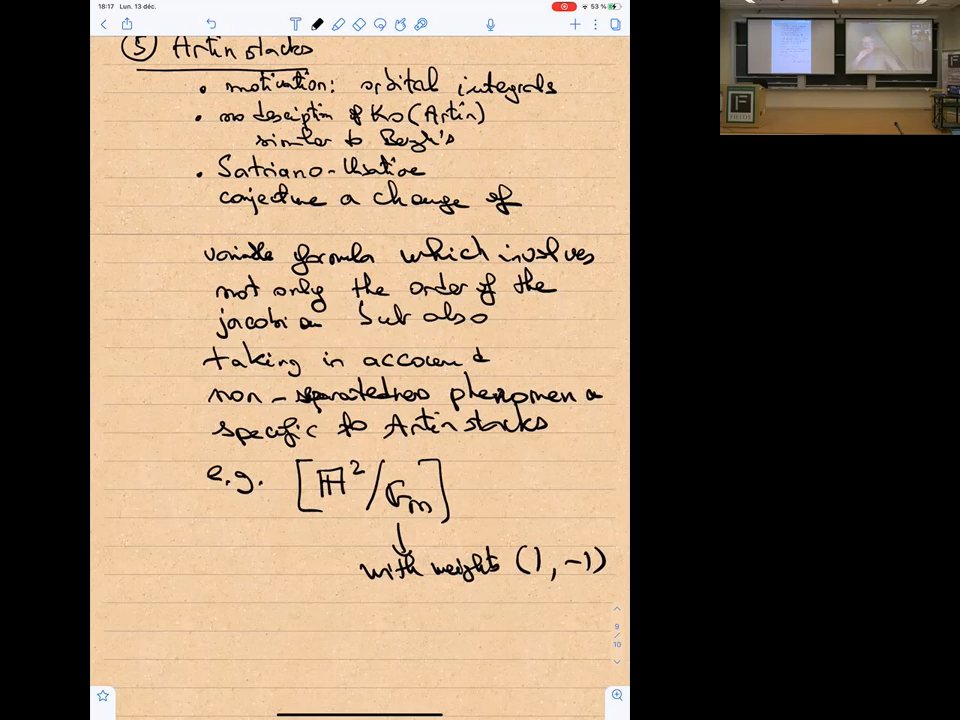 18:17 Lun. 13 déc.
53 %
⑤ Artin stacks
• motivation: orbital integrals
• no description of K₀(Artin)
similar to Bergh's
• Satriano-Usatine
conjecture a change of
variable formula which involves
not only the order of the
jacobian but also
taking in account
non-separatedness phenomena
specific to Artin stacks
e.g. [𝔸²/𝔾m]
↓
with weights (1, -1)
9
/
10
FIELDS